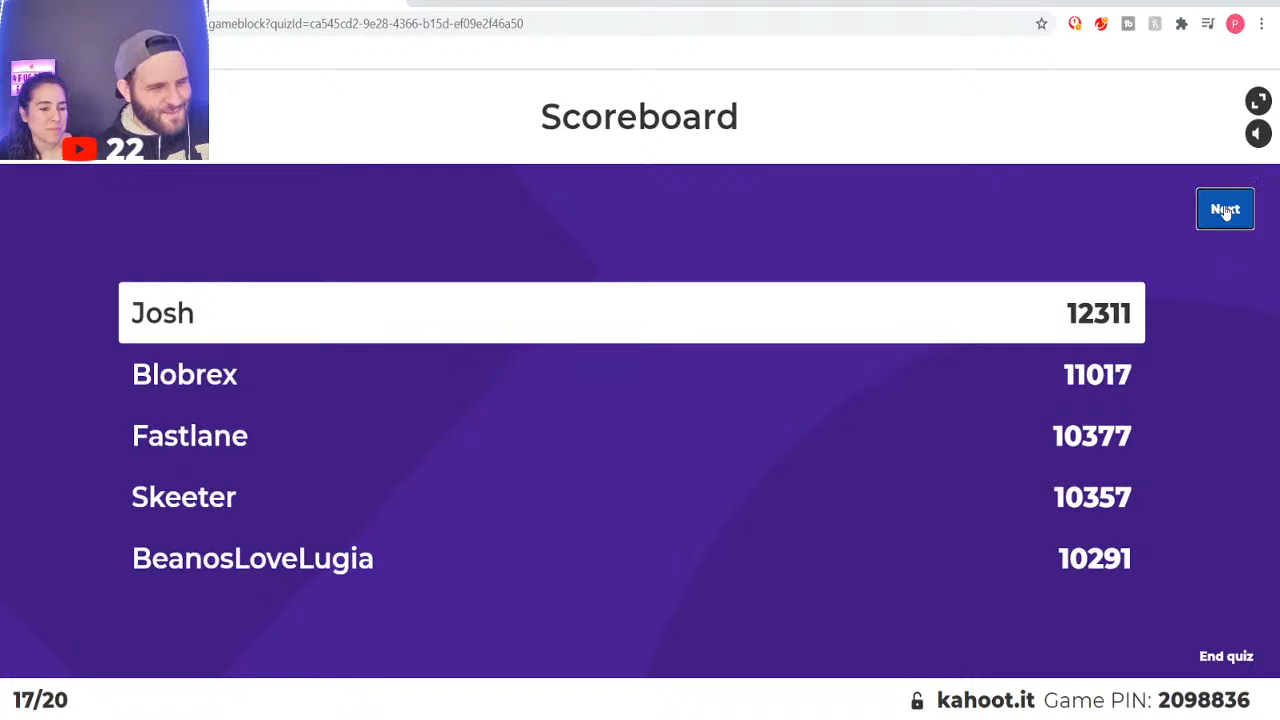 gameblock?quizId=ca545cd2-9e28-4366-b15d-ef09e2f46a50
22
Scoreboard
Next
Josh 12311
Blobrex 11017
Fastlane 10377
Skeeter 10357
BeanosLoveLugia 10291
End quiz
17/20 kahoot.it Game PIN: 2098836